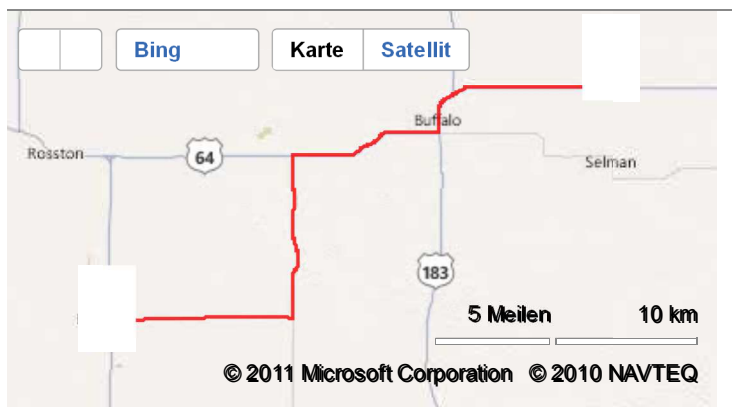 Bing Karte Satellit
Buffalo
Rosston 64 Selman
183
5 Meilen 10 km
© 2011 Microsoft Corporation © 2010 NAVTEQ